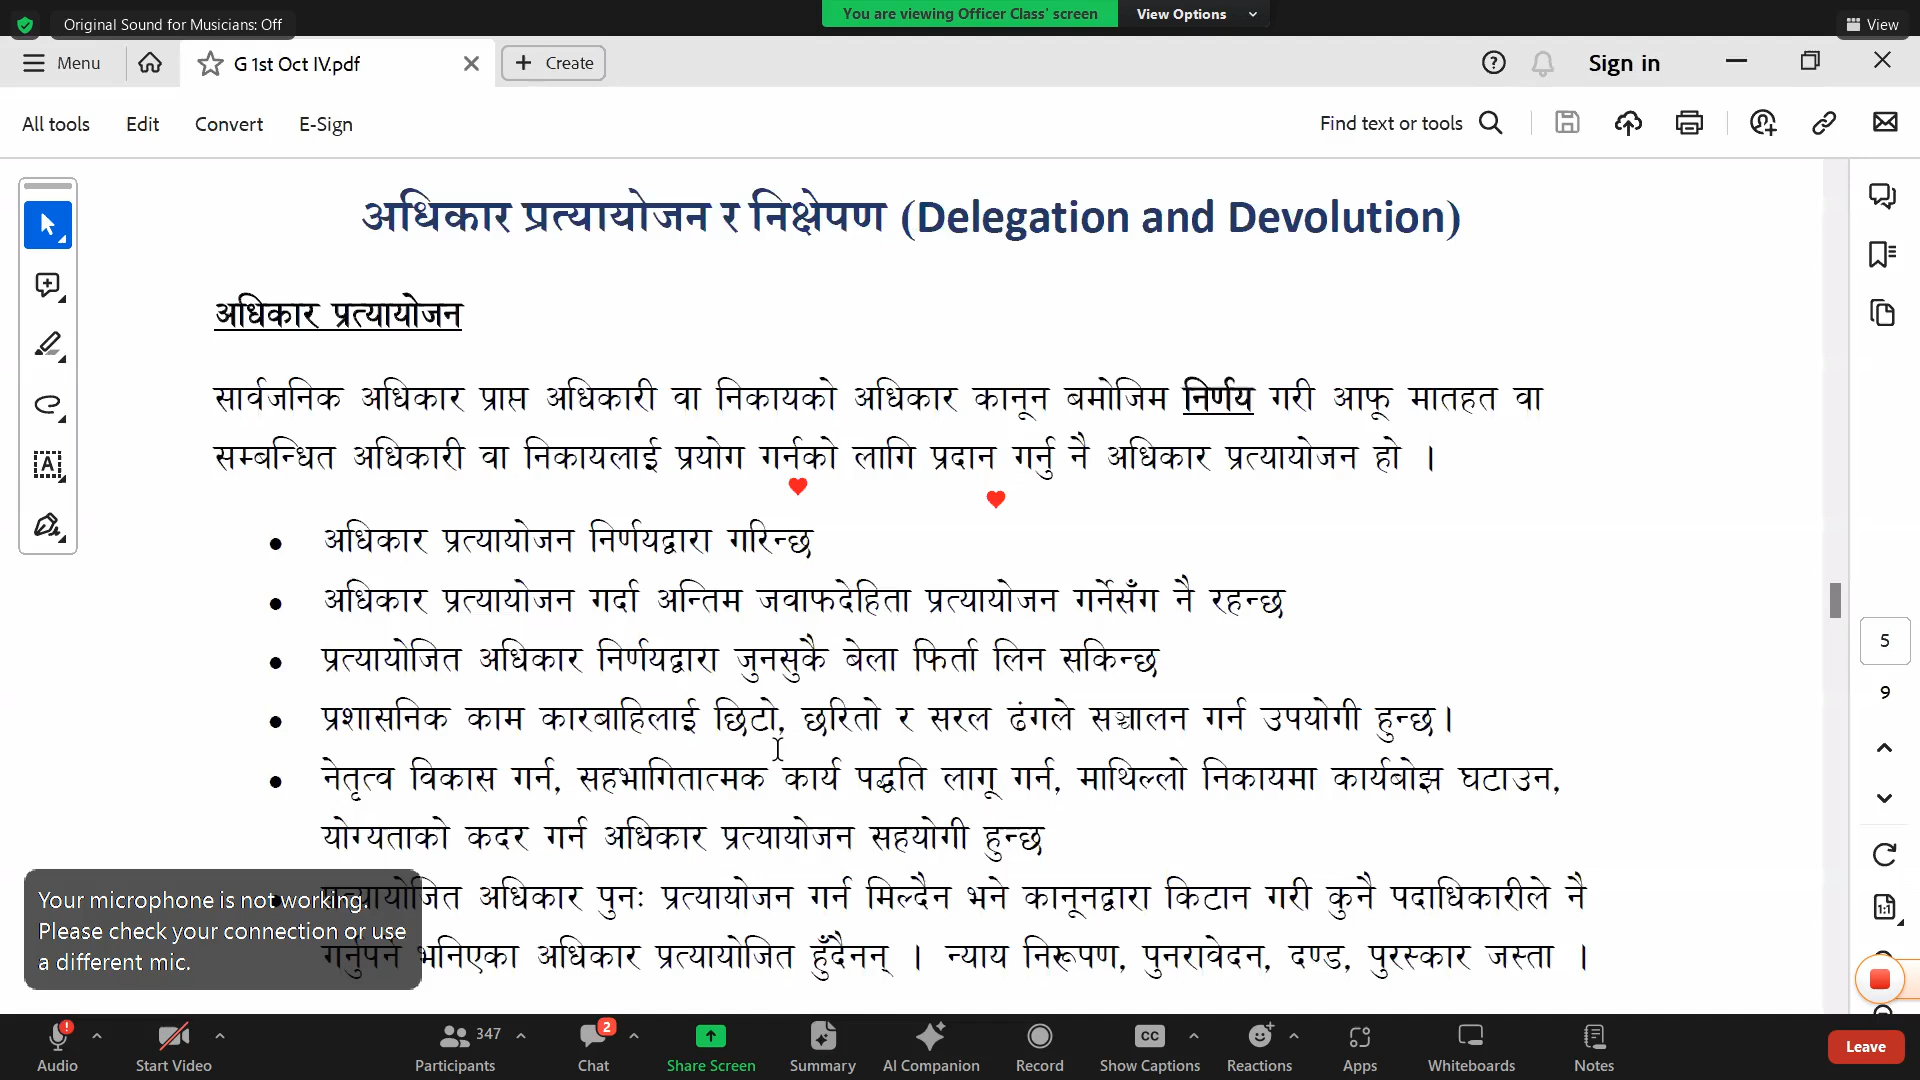 Original Sound for Musicians: Off
You are viewing Officer Class' screen
View Options
View
Menu
G 1st Oct IV.pdf
Create
Sign in
All tools
Edit
Convert
E-Sign
Find text or tools
अधिकार प्रत्यायोजन र निक्षेपण (Delegation and Devolution)
अधिकार प्रत्यायोजन
सार्वजनिक अधिकार प्राप्त अधिकारी वा निकायको अधिकार कानून बमोजिम निर्णय गरी आफू मातहत वा
सम्बन्धित अधिकारी वा निकायलाई प्रयोग गर्नको लागि प्रदान गर्नु नै अधिकार प्रत्यायोजन हो ।
• अधिकार प्रत्यायोजन निर्णयद्वारा गरिन्छ
• अधिकार प्रत्यायोजन गर्दा अन्तिम जवाफदेहिता प्रत्यायोजन गर्नेसँग नै रहन्छ
• प्रत्यायोजित अधिकार निर्णयद्वारा जुनसुकै बेला फिर्ता लिन सकिन्छ
• प्रशासनिक काम कारबाहिलाई छिटो, छरितो र सरल ढंगले सञ्चालन गर्न उपयोगी हुन्छ।
• नेतृत्व विकास गर्न, सहभागितात्मक कार्य पद्धति लागू गर्न, माथिल्लो निकायमा कार्यबोझ घटाउन,
योग्यताको कदर गर्न अधिकार प्रत्यायोजन सहयोगी हुन्छ
प्रत्यायोजित अधिकार पुनः प्रत्यायोजन गर्न मिल्दैन भने कानूनद्वारा किटान गरी कुनै पदाधिकारीले नै
गर्नुपर्ने भनिएका अधिकार प्रत्यायोजित हुँदैनन् । न्याय निरूपण, पुनरावेदन, दण्ड, पुरस्कार जस्ता ।
5
9
Your microphone is not working.
Please check your connection or use
a different mic.
Audio
Start Video
347
Participants
2
Chat
Share Screen
Summary
AI Companion
Record
CC
Show Captions
Reactions
Apps
Whiteboards
Notes
Leave